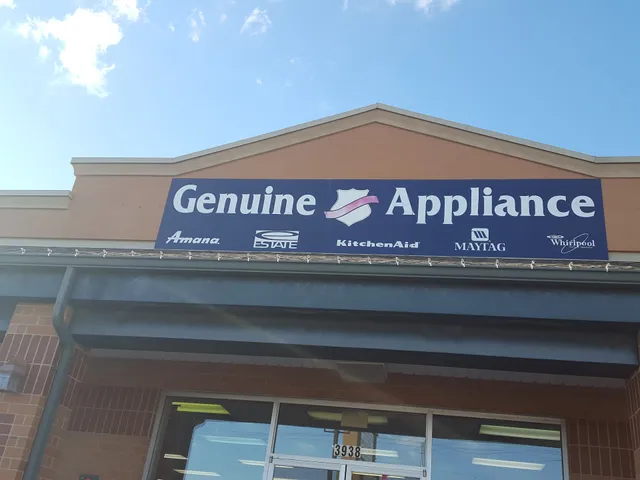 Genuine Appliance
Amana. ESTATE KitchenAid MAYTAG Whirlpool
3938